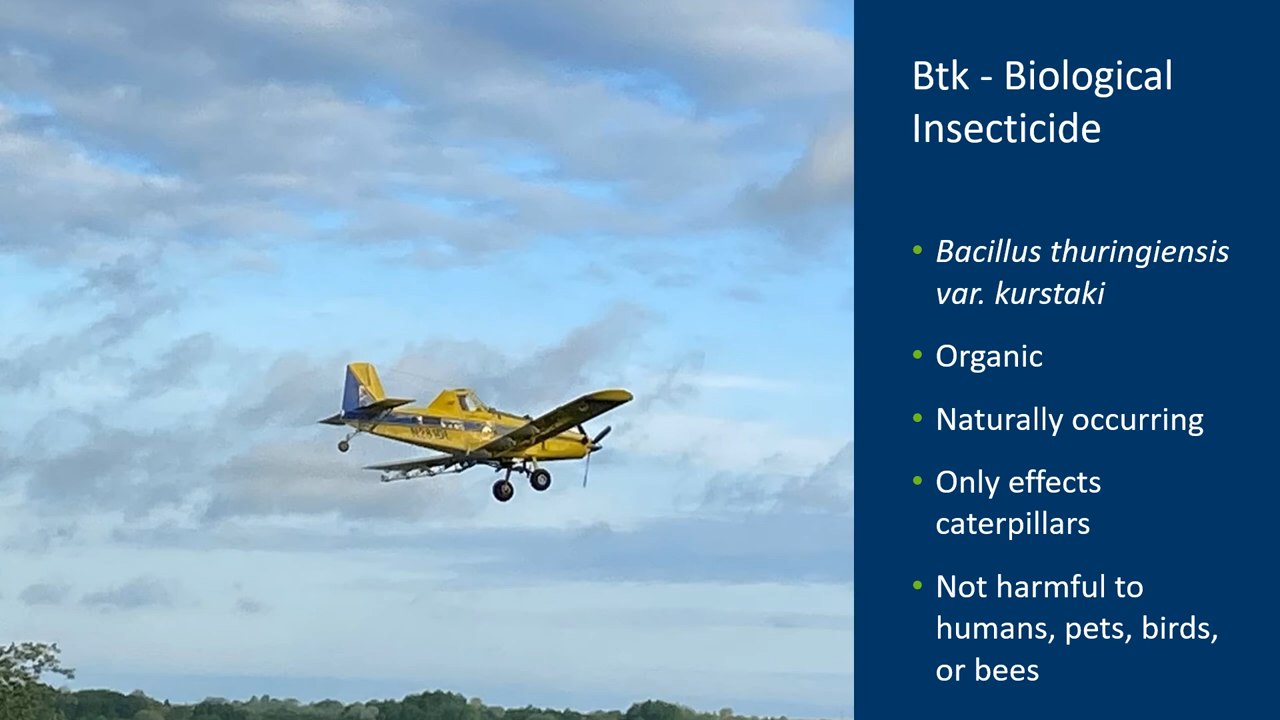 Btk - Biological
Insecticide
• Bacillus thuringiensis
var. kurstaki
• Organic
• Naturally occurring
• Only effects
caterpillars
• Not harmful to
humans, pets, birds,
or bees